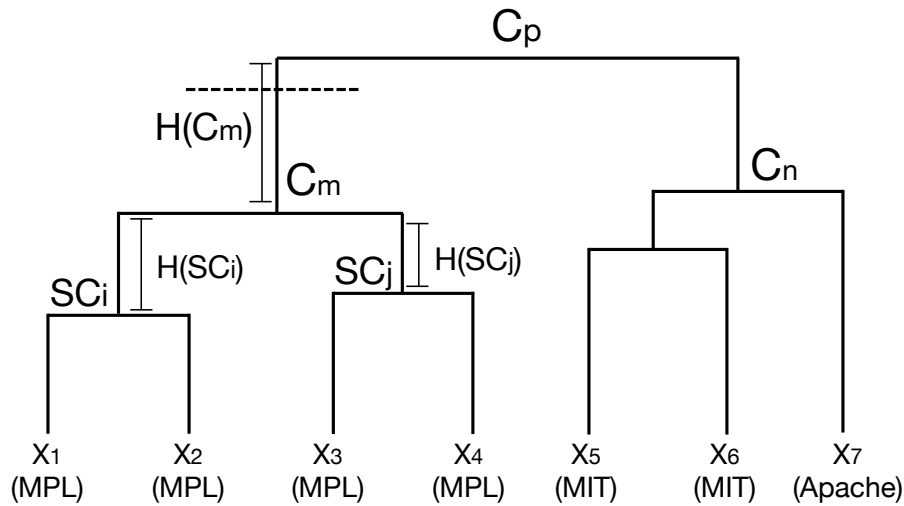 Cp
H(Cm)
Cm
Cn
H(SCi)
H(SCj)
SCi
SCj
X1 X2 X3 X4 X5 X6 X7
(MPL) (MPL) (MPL) (MPL) (MIT) (MIT) (Apache)